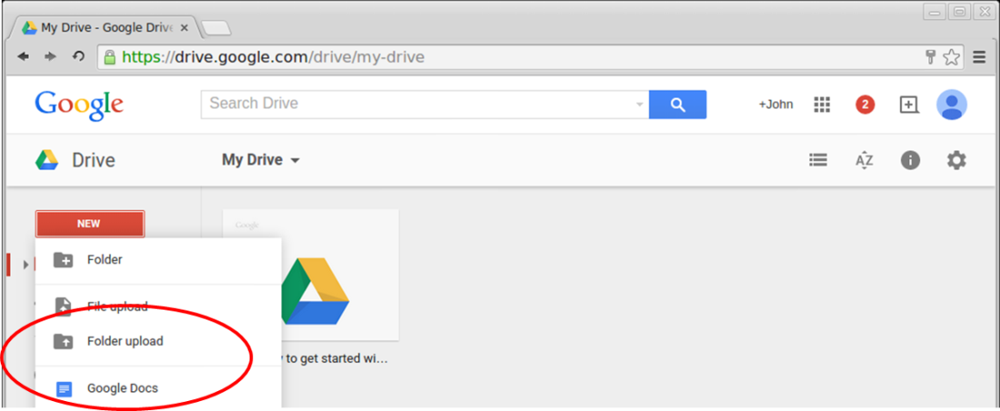 My Drive - Google Drive
https://drive.google.com/drive/my-drive
Google
Search Drive
+John
2
Drive
My Drive
AZ
NEW
Google
Folder
File upload
Folder upload
to get started wi...
Google Docs